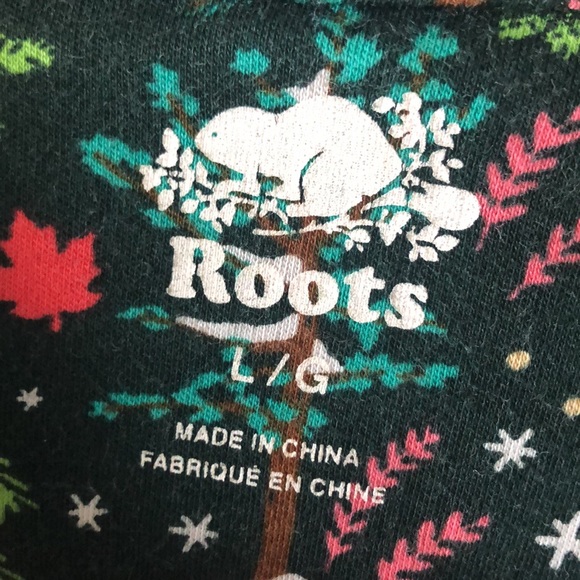 Roots
L/G
MADE IN CHINA
FABRIQUÉ EN CHINE